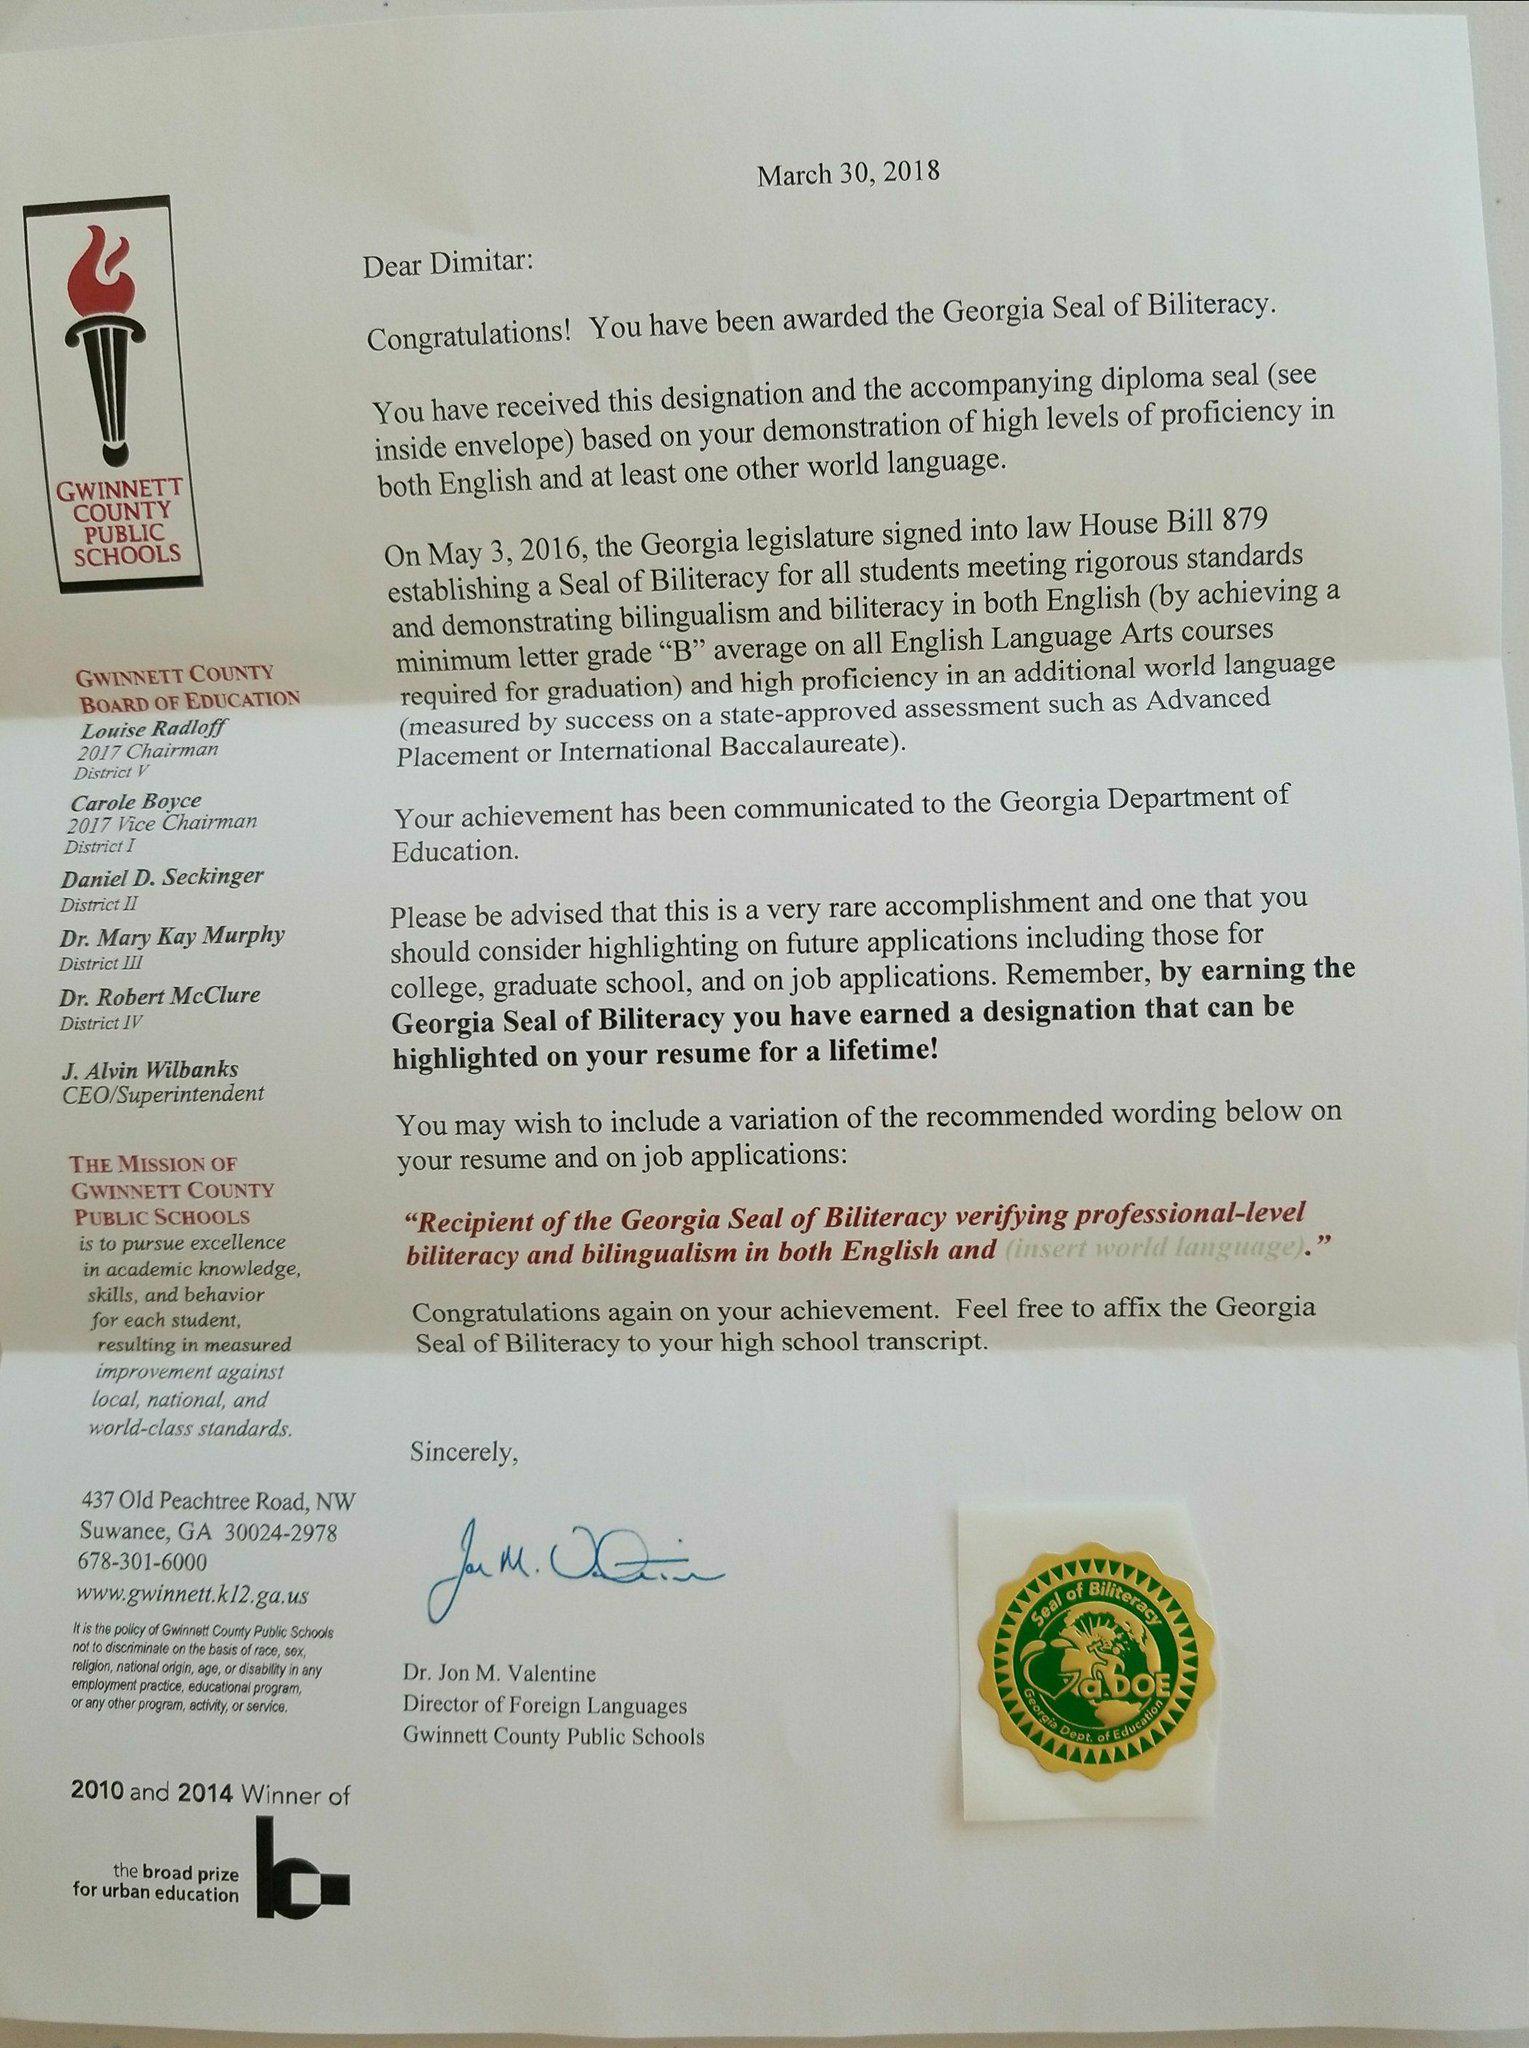 March 30, 2018
GWINNETT
COUNTY
PUBLIC
SCHOOLS
GWINNETT COUNTY
BOARD OF EDUCATION
Louise Radloff
2017 Chairman
District V
Carole Boyce
2017 Vice Chairman
District I
Daniel D. Seckinger
District II
Dr. Mary Kay Murphy
District III
Dr. Robert McClure
District IV
J. Alvin Wilbanks
CEO/Superintendent
THE MISSION OF
GWINNETT COUNTY
PUBLIC SCHOOLS
is to pursue excellence
in academic knowledge,
skills, and behavior
for each student,
resulting in measured
improvement against
local, national, and
world-class standards.
437 Old Peachtree Road, NW
Suwanee, GA 30024-2978
678-301-6000
www.gwinnett.k12.ga.us
It is the policy of Gwinnett County Public Schools
not to discriminate on the basis of race, sex,
religion, national origin, age, or disability in any
employment practice, educational program,
or any other program, activity, or service.
2010 and 2014 Winner of
the broad prize
for urban education
Dear Dimitar:
Congratulations! You have been awarded the Georgia Seal of Biliteracy.
You have received this designation and the accompanying diploma seal (see
inside envelope) based on your demonstration of high levels of proficiency in
both English and at least one other world language.
On May 3, 2016, the Georgia legislature signed into law House Bill 879
establishing a Seal of Biliteracy for all students meeting rigorous standards
and demonstrating bilingualism and biliteracy in both English (by achieving a
minimum letter grade “B” average on all English Language Arts courses
required for graduation) and high proficiency in an additional world language
(measured by success on a state-approved assessment such as Advanced
Placement or International Baccalaureate).
Your achievement has been communicated to the Georgia Department of
Education.
Please be advised that this is a very rare accomplishment and one that you
should consider highlighting on future applications including those for
college, graduate school, and on job applications. Remember, by earning the
Georgia Seal of Biliteracy you have earned a designation that can be
highlighted on your resume for a lifetime!
You may wish to include a variation of the recommended wording below on
your resume and on job applications:
“Recipient of the Georgia Seal of Biliteracy verifying professional-level
biliteracy and bilingualism in both English and (insert world language).”
Congratulations again on your achievement. Feel free to affix the Georgia
Seal of Biliteracy to your high school transcript.
Sincerely,
Jon M. Valentine
Dr. Jon M. Valentine
Director of Foreign Languages
Gwinnett County Public Schools
Seal of Biliteracy
GaDOE
Georgia Dept. of Education